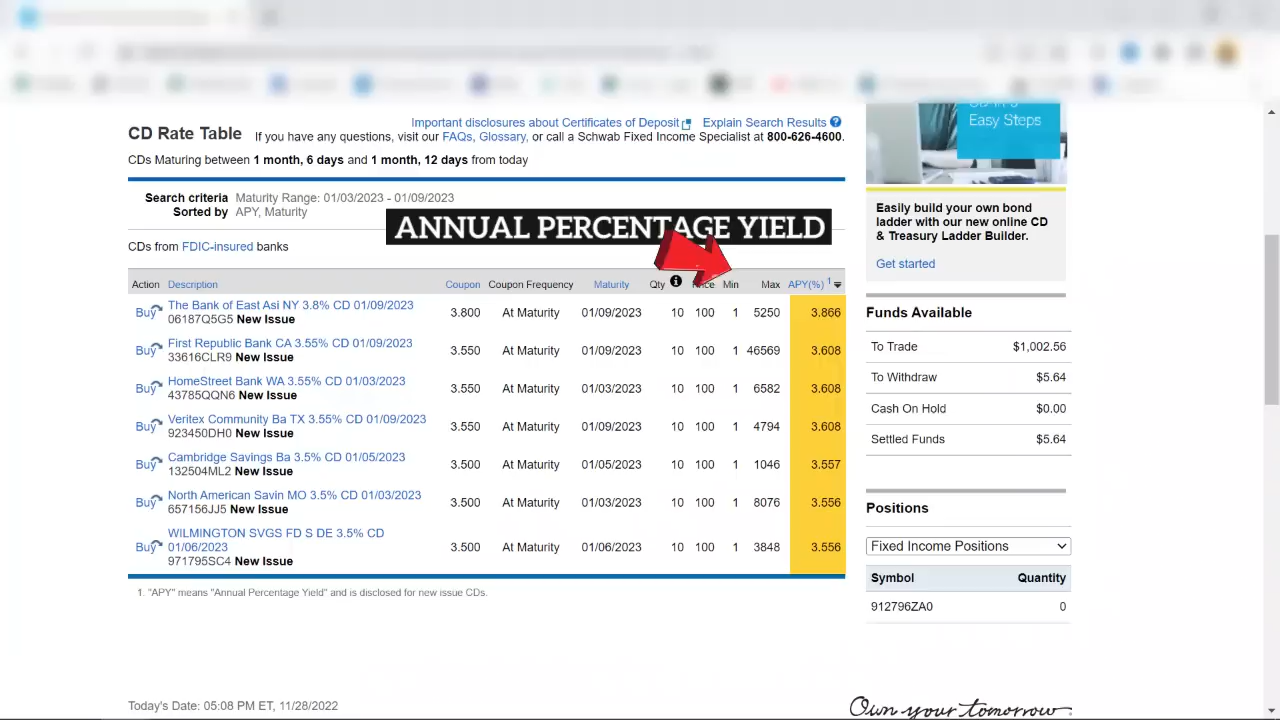 Important disclosures about Certificates of Deposit Explain Search Results
CD Rate Table If you have any questions, visit our FAQs, Glossary, or call a Schwab Fixed Income Specialist at 800-626-4600.
CDs Maturing between 1 month, 6 days and 1 month, 12 days from today
Search criteria Maturity Range: 01/03/2023 - 01/09/2023
Sorted by APY, Maturity
ANNUAL PERCENTAGE YIELD
CDs from FDIC-insured banks
Action Description Coupon Coupon Frequency Maturity Qty Price Min Max APY(%) 1
Buy The Bank of East Asi NY 3.8% CD 01/09/2023 3.800 At Maturity 01/09/2023 10 100 1 5250 3.866
06187Q5G5 New Issue
Buy First Republic Bank CA 3.55% CD 01/09/2023 3.550 At Maturity 01/09/2023 10 100 1 46569 3.608
33616CLR9 New Issue
Buy HomeStreet Bank WA 3.55% CD 01/03/2023 3.550 At Maturity 01/03/2023 10 100 1 6582 3.608
43785QQN6 New Issue
Buy Veritex Community Ba TX 3.55% CD 01/09/2023 3.550 At Maturity 01/09/2023 10 100 1 4794 3.608
923450DH0 New Issue
Buy Cambridge Savings Ba 3.5% CD 01/05/2023 3.500 At Maturity 01/05/2023 10 100 1 1046 3.557
132504ML2 New Issue
Buy North American Savin MO 3.5% CD 01/03/2023 3.500 At Maturity 01/03/2023 10 100 1 8076 3.556
657156JJ5 New Issue
WILMINGTON SVGS FD S DE 3.5% CD
Buy 01/06/2023 3.500 At Maturity 01/06/2023 10 100 1 3848 3.556
971795SC4 New Issue
1. "APY" means "Annual Percentage Yield" and is disclosed for new issue CDs.
Easy Steps
Easily build your own bond
ladder with our new online CD
& Treasury Ladder Builder.
Get started
Funds Available
To Trade $1,002.56
To Withdraw $5.64
Cash On Hold $0.00
Settled Funds $5.64
Positions
Fixed Income Positions
Symbol Quantity
912796ZA0 0
Today's Date: 05:08 PM ET, 11/28/2022
Own your tomorrow